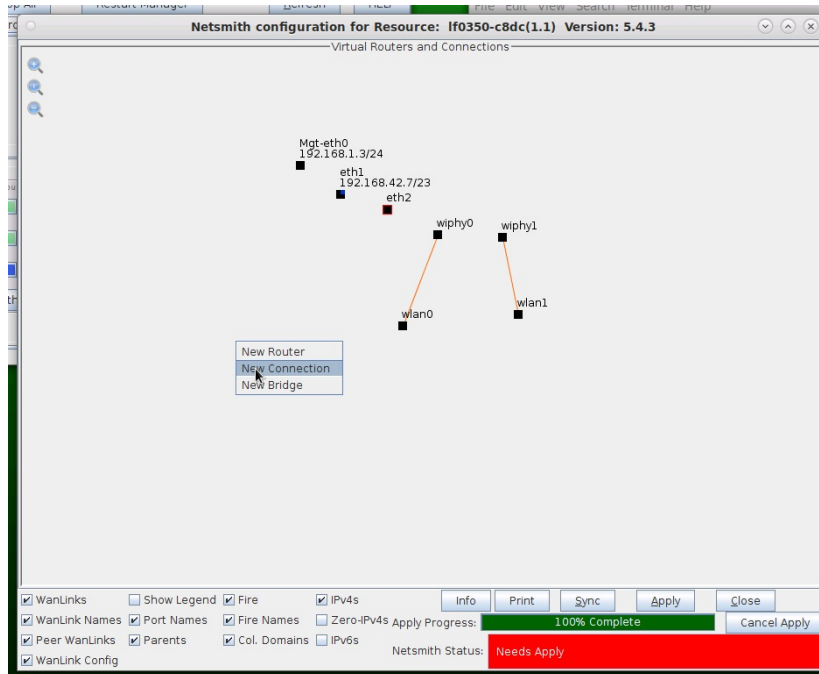 Restart Manager
Refresh
HELP
File Edit View Search Terminal Help
Netsmith configuration for Resource: lf0350-c8dc(1.1) Version: 5.4.3
Virtual Routers and Connections
Mgt-eth0
192.168.1.3/24
eth1
192.168.42.7/23
eth2
wiphy0
wiphy1
wlan0
wlan1
New Router
New Connection
New Bridge
WanLinks
Show Legend
Fire
IPv4s
Info
Print
Sync
Apply
Close
WanLink Names
Port Names
Fire Names
Zero-IPv4s
Apply Progress:
100% Complete
Cancel Apply
Peer WanLinks
Parents
Col. Domains
IPv6s
Netsmith Status:
Needs Apply
WanLink Config